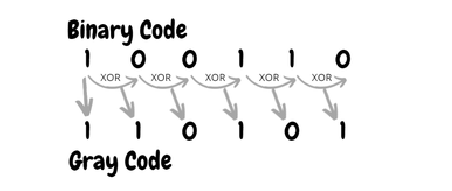 Binary Code
1 0 0 1 1 0
XOR XOR XOR XOR XOR
1 1 0 1 0 1
Gray Code